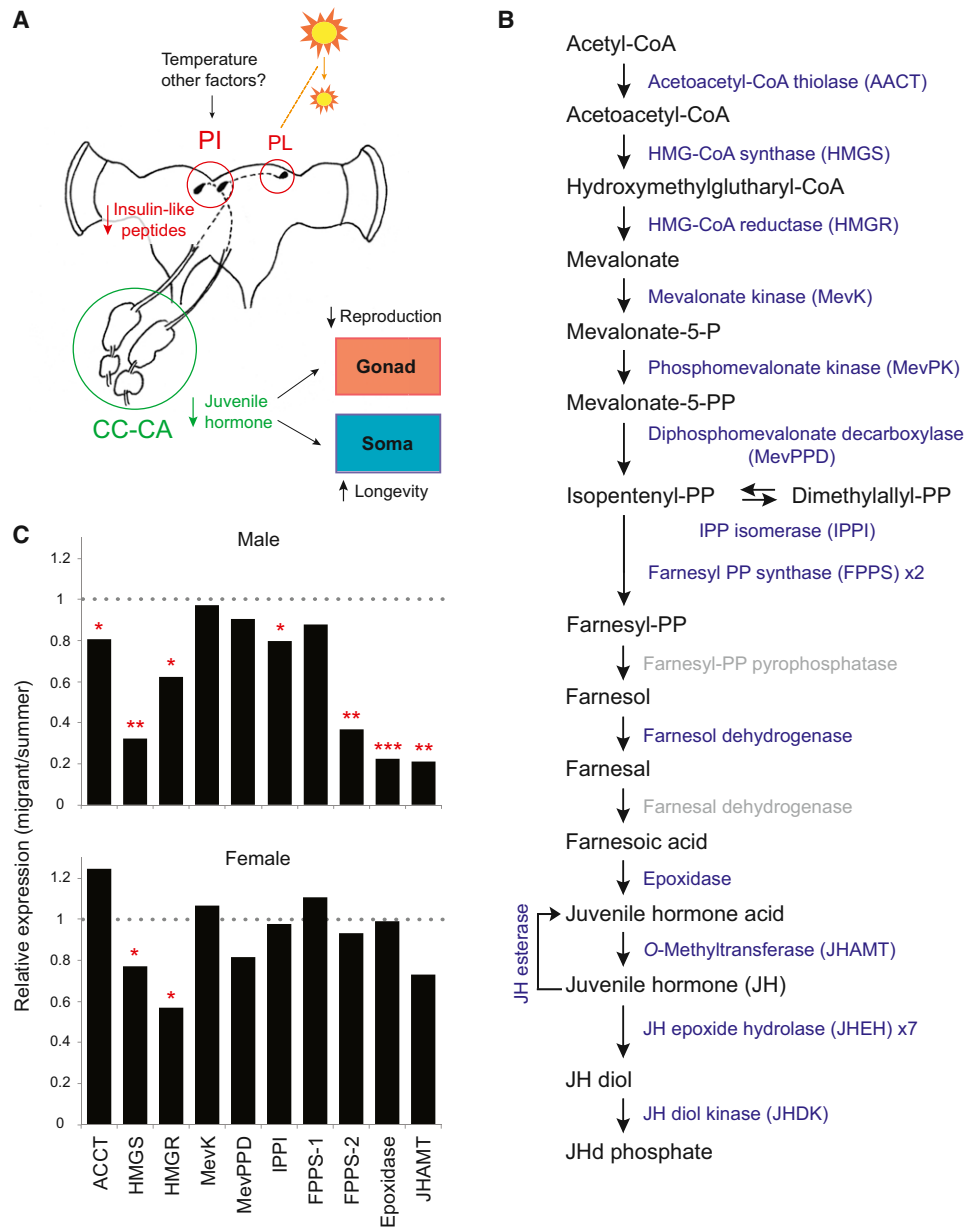 A
Temperature
other factors?
PI
PL
Insulin-like
peptides
CC-CA
Juvenile
hormone
Reproduction
Gonad
Soma
Longevity
B
Acetyl-CoA
Acetoacetyl-CoA thiolase (AACT)
Acetoacetyl-CoA
HMG-CoA synthase (HMGS)
Hydroxymethylglutharyl-CoA
HMG-CoA reductase (HMGR)
Mevalonate
Mevalonate kinase (MevK)
Mevalonate-5-P
Phosphomevalonate kinase (MevPK)
Mevalonate-5-PP
Diphosphomevalonate decarboxylase
(MevPPD)
Isopentenyl-PP
Dimethylallyl-PP
IPP isomerase (IPPI)
Farnesyl PP synthase (FPPS) x2
Farnesyl-PP
Farnesyl-PP pyrophosphatase
Farnesol
Farnesol dehydrogenase
Farnesal
Farnesal dehydrogenase
Farnesoic acid
Epoxidase
Juvenile hormone acid
JH esterase
O-Methyltransferase (JHAMT)
Juvenile hormone (JH)
JH epoxide hydrolase (JHEH) x7
JH diol
JH diol kinase (JHDK)
JHd phosphate
C
Relative expression (migrant/summer)
Male
1.2
1
0.8
0.6
0.4
0.2
0
*
**
*
*
**
***
**
Female
1.2
1
0.8
0.6
0.4
0.2
0
*
*
ACCT
HMGS
HMGR
MevK
MevPPD
IPPI
FPPS-1
FPPS-2
Epoxidase
JHAMT